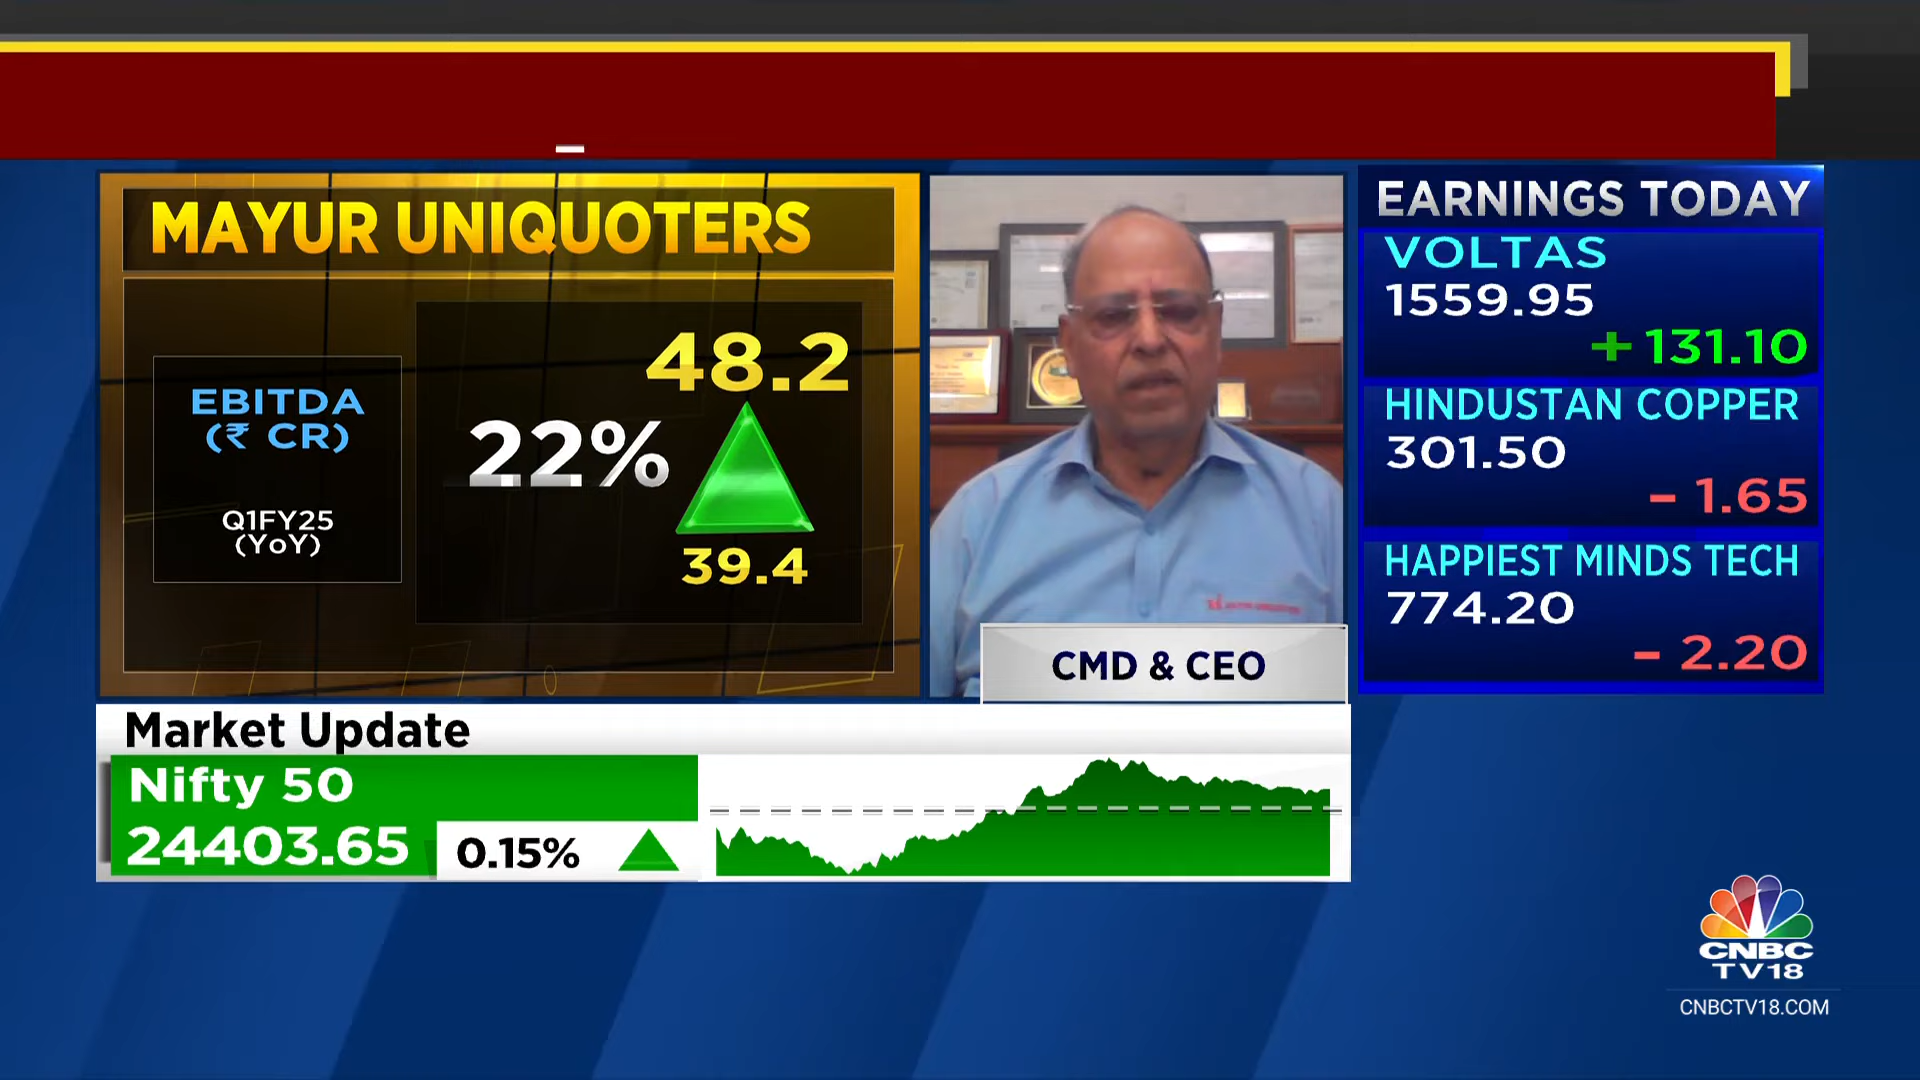 MAYUR UNIQUOTERS
EBITDA
(₹ CR)
Q1FY25
(YoY)
48.2
22%
39.4
CMD & CEO
EARNINGS TODAY
VOLTAS
1559.95
+ 131.10
HINDUSTAN COPPER
301.50
- 1.65
HAPPIEST MINDS TECH
774.20
- 2.20
Market Update
Nifty 50
24403.65
0.15%
CNBC
TV18
CNBCTV18.COM